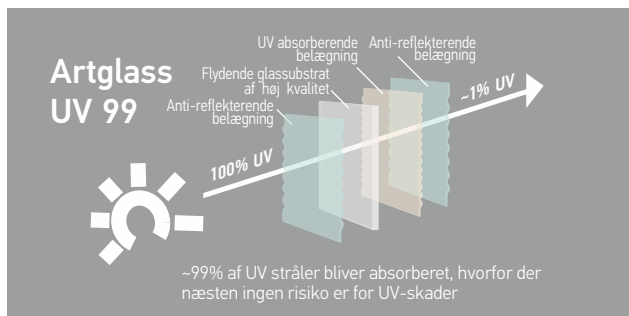 Artglass
UV 99
UV absorberende
belægning
Anti-reflekterende
belægning
Flydende glassubstrat
af høj kvalitet
Anti-reflekterende
belægning
~1% UV
100% UV
~99% af UV stråler bliver absorberet, hvorfor der
næsten ingen risiko er for UV-skader